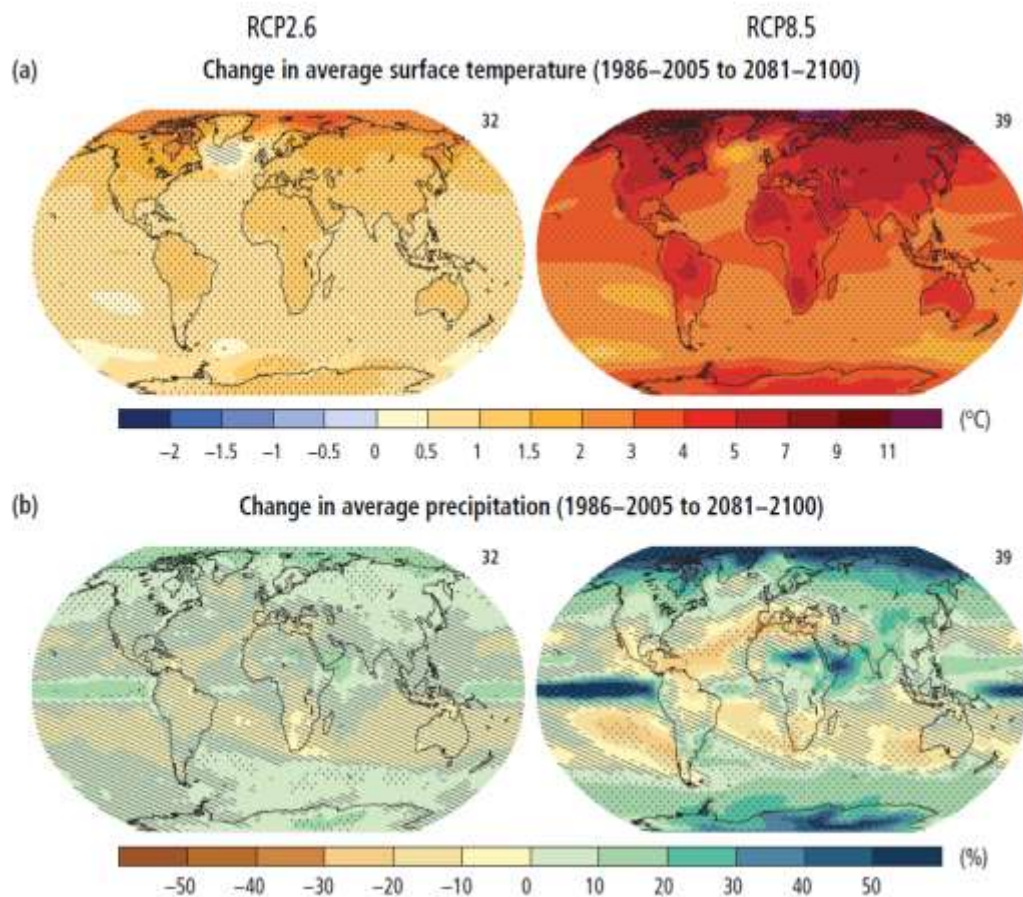 RCP2.6 RCP8.5
(a) Change in average surface temperature (1986–2005 to 2081–2100)
32 39
(°C)
−2 −1.5 −1 −0.5 0 0.5 1 1.5 2 3 4 5 7 9 11
(b) Change in average precipitation (1986–2005 to 2081–2100)
32 39
(%)
−50 −40 −30 −20 −10 0 10 20 30 40 50